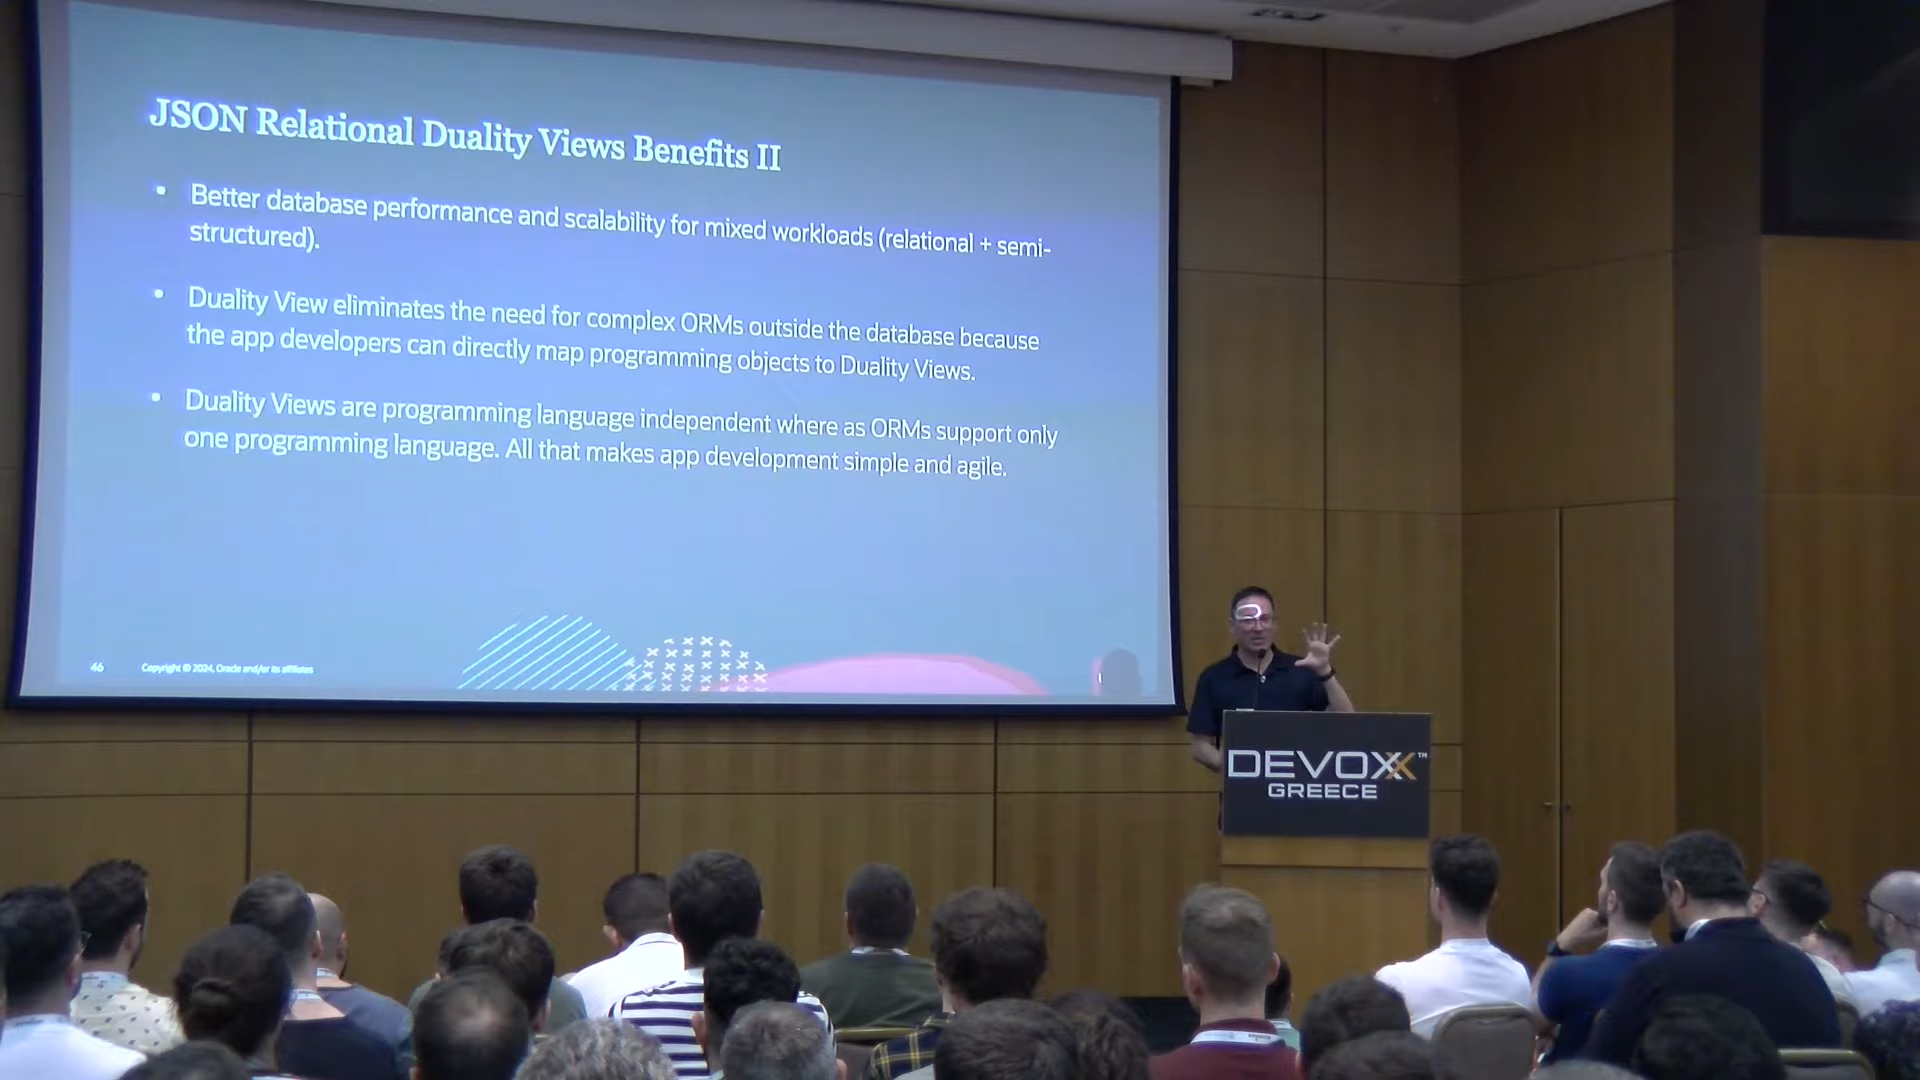 JSON Relational Duality Views Benefits II
• Better database performance and scalability for mixed workloads (relational + semi-
structured).
• Duality View eliminates the need for complex ORMs outside the database because
the app developers can directly map programming objects to Duality Views.
• Duality Views are programming language independent where as ORMs support only
one programming language. All that makes app development simple and agile.
46 Copyright © 2024, Oracle and/or its affiliates
DEVOXX™
GREECE